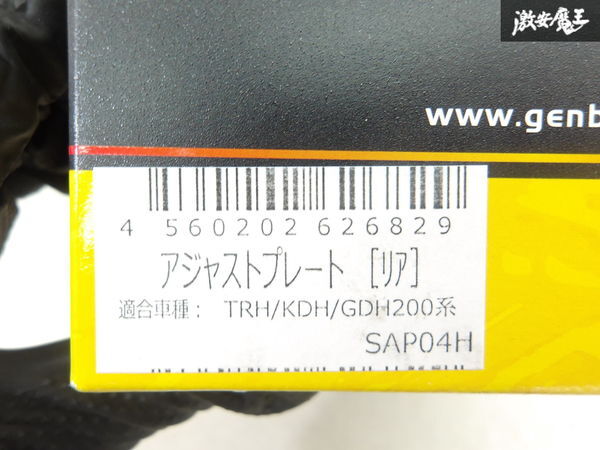 激安魔王
www.genb
4 560202 626829
アジャストプレート [リア]
適合車種： TRH/KDH/GDH200系
SAP04H